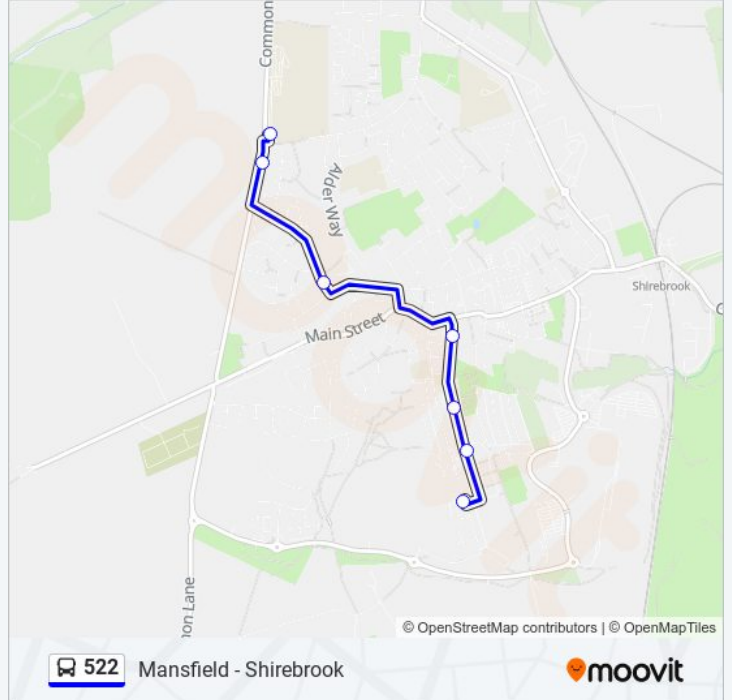 Common
Alder Way
Shirebrook
Main Street
on Lane
© OpenStreetMap contributors | © OpenMapTiles
522
Mansfield - Shirebrook
moovit